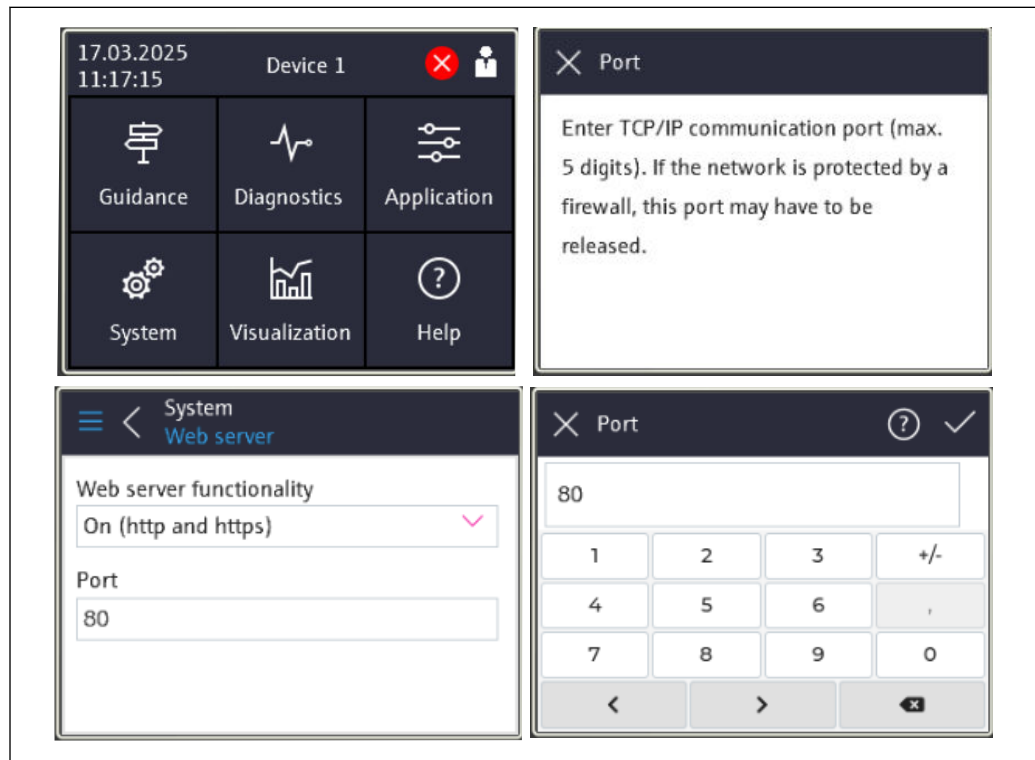 17.03.2025
11:17:15
Device 1
Guidance
Diagnostics
Application
System
Visualization
Help
Port
Enter TCP/IP communication port (max.
5 digits). If the network is protected by a
firewall, this port may have to be
released.
System
Web server
Web server functionality
On (http and https)
Port
80
Port
?
80
1 2 3 +/-
4 5 6 ,
7 8 9 0
< >